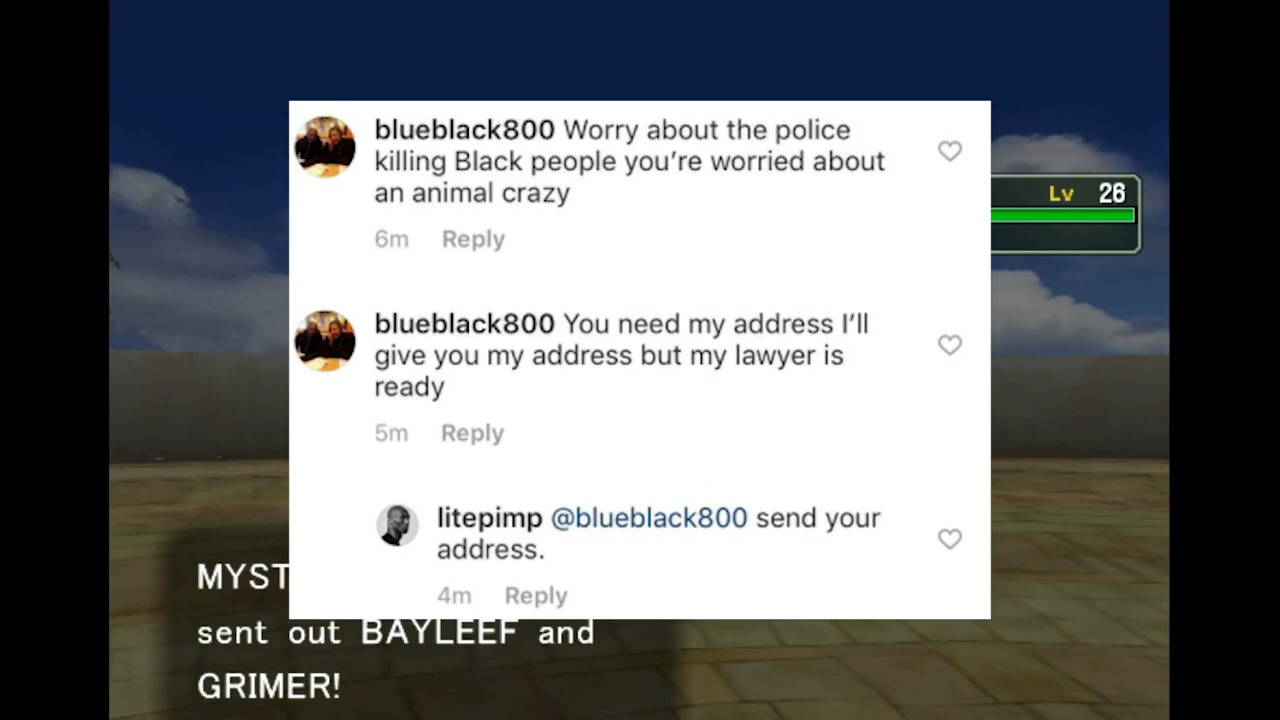 blueblack800 Worry about the police
killing Black people you're worried about
an animal crazy
6m Reply
Lv 26
blueblack800 You need my address I'll
give you my address but my lawyer is
ready
5m Reply
litepimp @blueblack800 send your
address.
4m Reply
MYST
sent out BAYLEEF and
GRIMER!